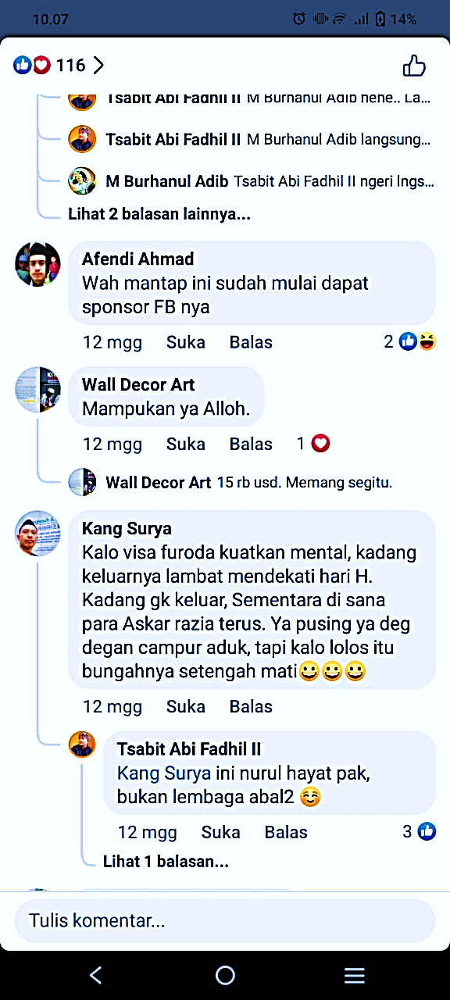 10.07
14%
116
Tsabit Abi Fadhil II M Burhanul Adib hehe.. La...
Tsabit Abi Fadhil II M Burhanul Adib langsung...
M Burhanul Adib Tsabit Abi Fadhil II ngeri lngs...
Lihat 2 balasan lainnya...
Afendi Ahmad
Wah mantap ini sudah mulai dapat
sponsor FB nya
12 mgg Suka Balas 2
Wall Decor Art
Mampukan ya Alloh.
12 mgg Suka Balas 1
Wall Decor Art 15 rb usd. Memang segitu.
Kang Surya
Kalo visa furoda kuatkan mental, kadang
keluarnya lambat mendekati hari H.
Kadang gk keluar, Sementara di sana
para Askar razia terus. Ya pusing ya deg
degan campur aduk, tapi kalo lolos itu
bungahnya setengah mati😀😀😀
12 mgg Suka Balas
Tsabit Abi Fadhil II
Kang Surya ini nurul hayat pak,
bukan lembaga abal2 ☺️
12 mgg Suka Balas 3
Lihat 1 balasan...
Tulis komentar...